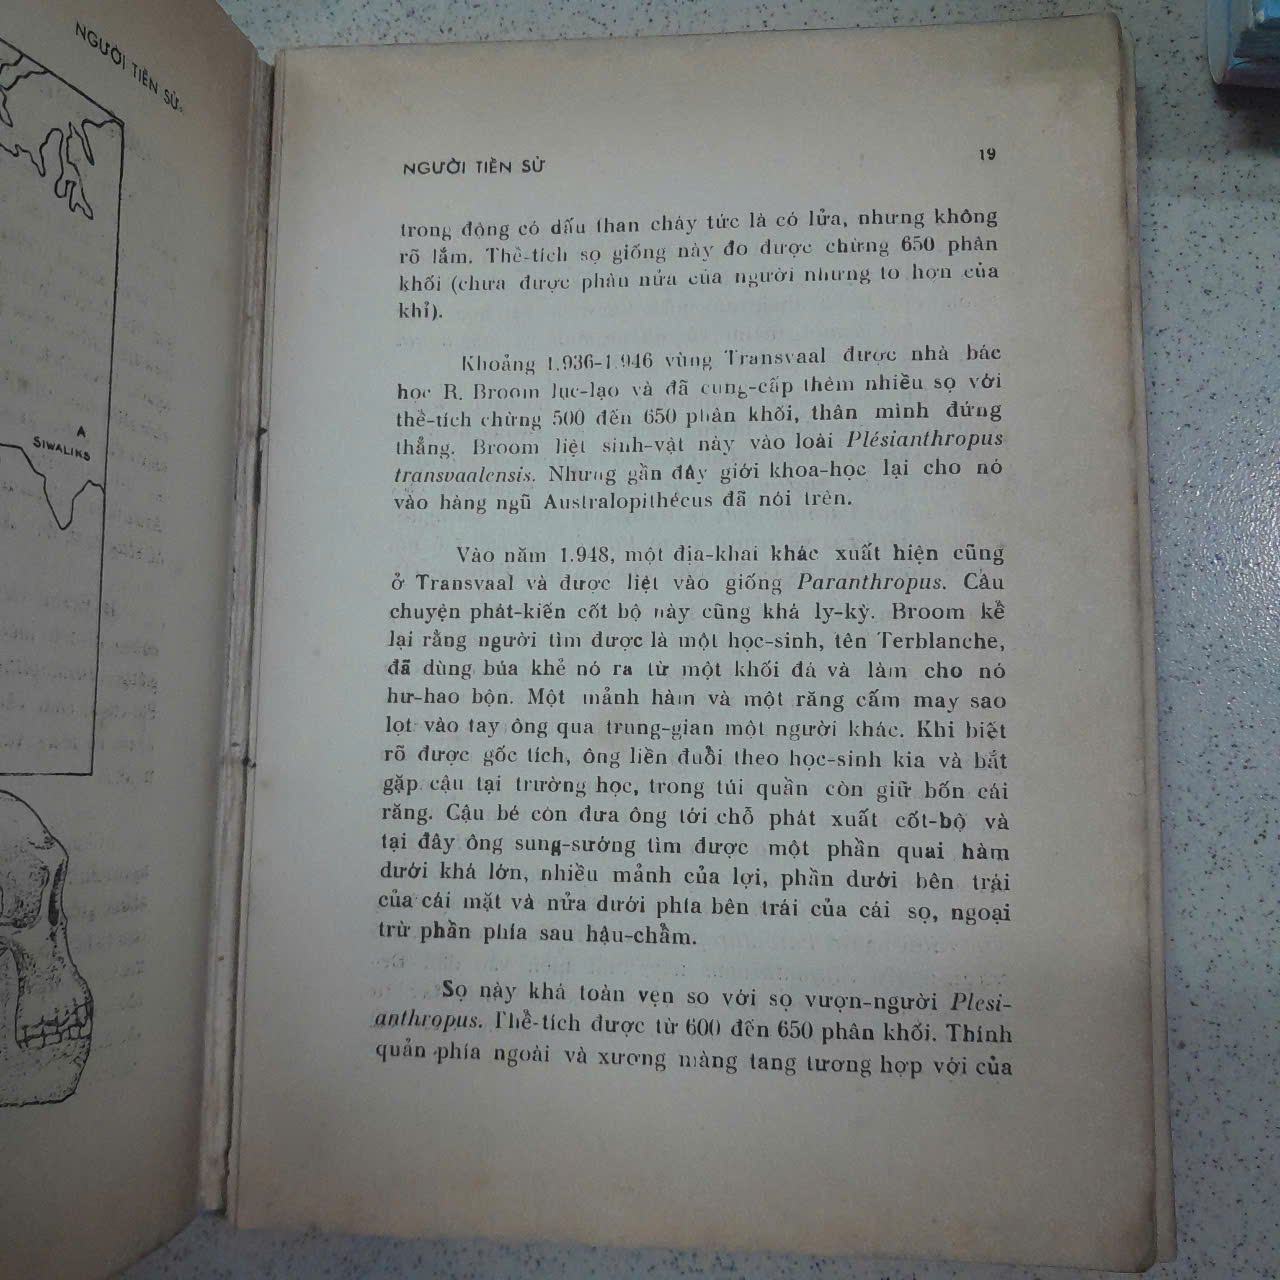 NGƯỜI TIỀN SỬ
A
SIWALIKS
NGƯỜI TIỀN SỬ 19
trong động có dấu than cháy tức là có lửa, nhưng không
rõ lắm. Thể-tích sọ giống này đo được chừng 650 phân
khối (chưa được phân nửa của người nhưng to hơn của
khỉ).
Khoảng 1.936-1.946 vùng Transvaal được nhà bác
học R. Broom lục-lạo và đã cung-cấp thêm nhiều sọ với
thể-tích chừng 500 đến 650 phân khối, thân mình đứng
thẳng. Broom liệt sinh-vật này vào loài Plésianthropus
transvaalensis. Nhưng gần đây giới khoa-học lại cho nó
vào hàng ngũ Australopithécus đã nói trên.
Vào năm 1.948, một địa-khai khác xuất hiện cũng
ở Transvaal và được liệt vào giống Paranthropus. Câu
chuyện phát-kiến cốt bộ này cũng khá ly-kỳ. Broom kể
lại rằng người tìm được là một học-sinh, tên Terblanche,
đã dùng búa khẻ nó ra từ một khối đá và làm cho nó
hư-hao bộn. Một mảnh hàm và một răng cấm may sao
lọt vào tay ông qua trung-gian một người khác. Khi biết
rõ được gốc tích, ông liền đuổi theo học-sinh kia và bắt
gặp cậu tại trường học, trong túi quần còn giữ bốn cái
răng. Cậu bé còn đưa ông tới chỗ phát xuất cốt-bộ và
tại đây ông sung-sướng tìm được một phần quai hàm
dưới khá lớn, nhiều mảnh của lợi, phần dưới bên trái
của cái mặt và nửa dưới phía bên trái của cái sọ, ngoại
trừ phần phía sau hậu-chẩm.
Sọ này khá toàn vẹn so với sọ vượn-người Plesi-
anthropus. Thể-tích được từ 600 đến 650 phân khối. Thính
quản phía ngoài và xương màng tang tương hợp với của